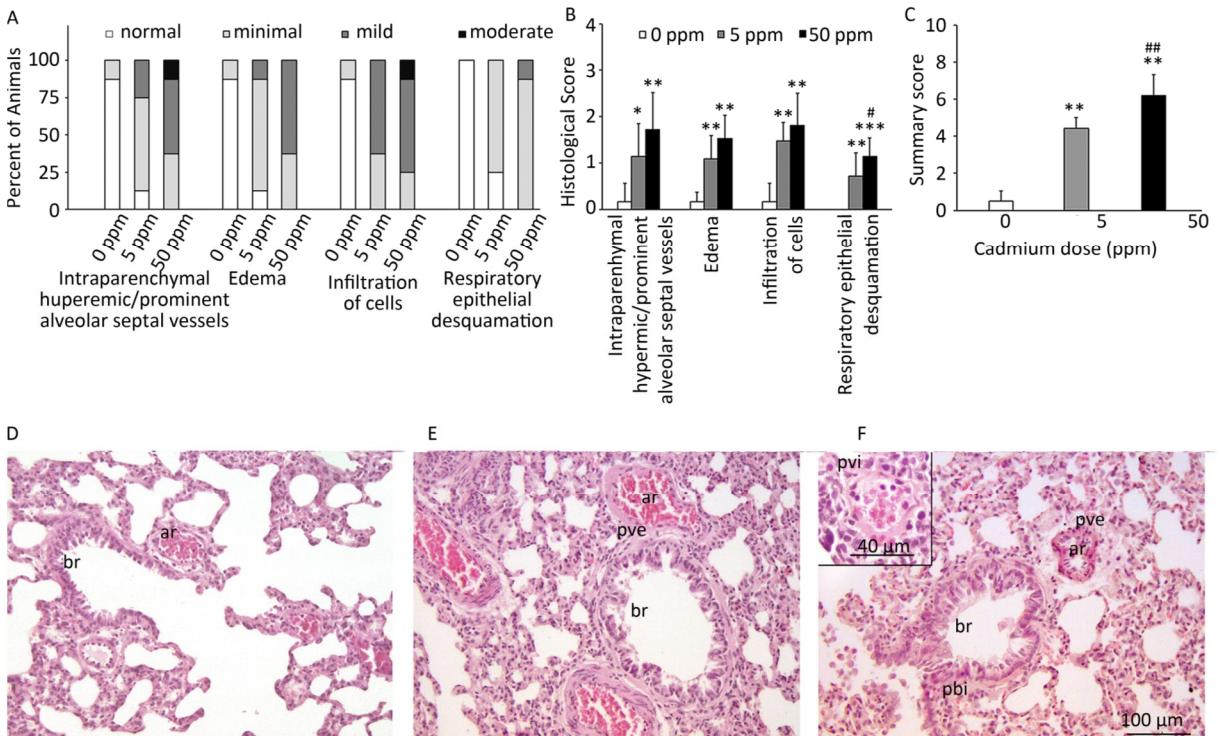 A
normal minimal mild moderate
Percent of Animals
100
75
50
25
0
0 ppm 5 ppm 50 ppm 0 ppm 5 ppm 50 ppm 0 ppm 5 ppm 50 ppm 0 ppm 5 ppm 50 ppm
Intraparenchymal
huperemic/prominent
alveolar septal vessels
Edema
Infiltration
of cells
Respiratory
epithelial
desquamation
B
0 ppm 5 ppm 50 ppm
Histological Score
4
3
2
1
0
* ** ** ** ** ** ** *** #
Intraparenhymal
hypermic/prominent
alveolar septal vessels
Edema
Infiltration
of cells
Respiratory epithelial
desquamation
C
Summary score
10
8
6
4
2
0
**
##
**
0 5 50
Cadmium dose (ppm)
D
br
ar
E
ar
pve
br
F
pvi
40 µm
pve
ar
br
pbi
100 µm